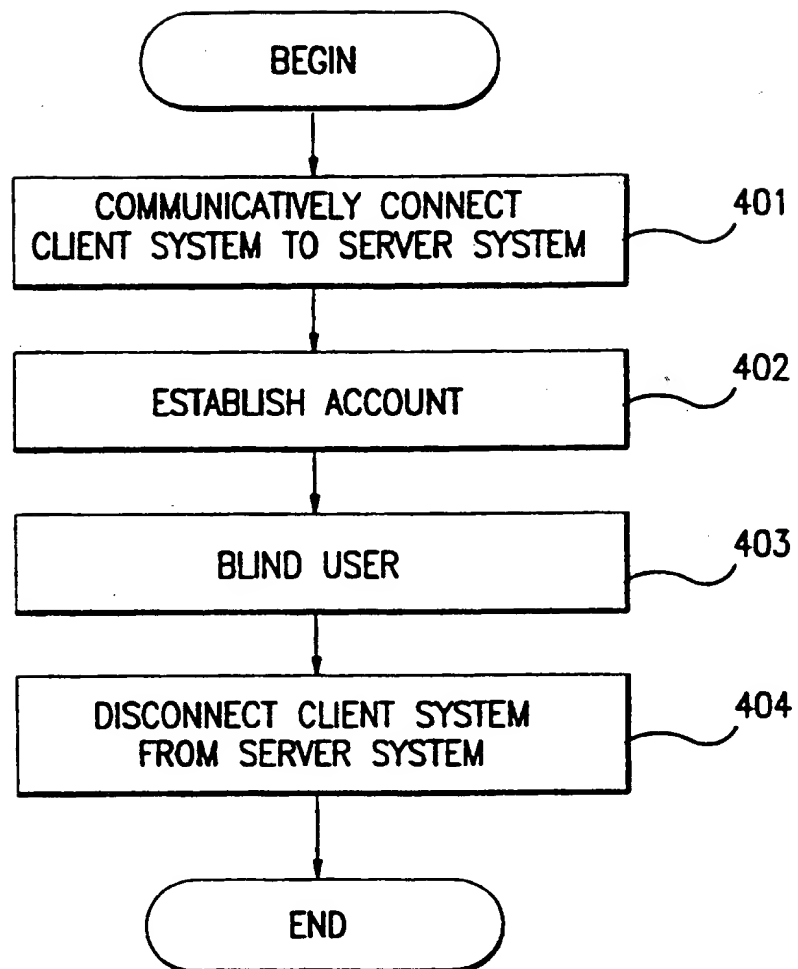 BEGIN
COMMUNICATIVELY CONNECT
CLIENT SYSTEM TO SERVER SYSTEM
401
ESTABLISH ACCOUNT
402
BLIND USER
403
DISCONNECT CLIENT SYSTEM
FROM SERVER SYSTEM
404
END